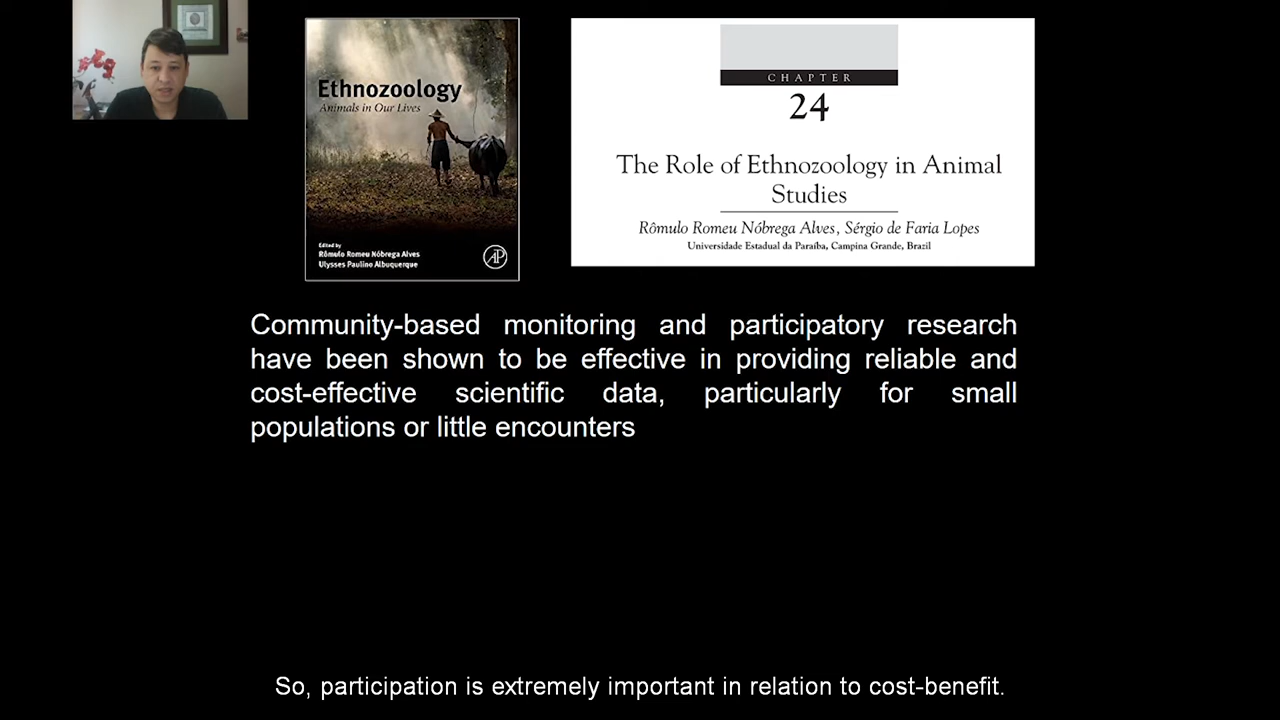 Ethnozoology
Animals in Our Lives
Edited by
Rômulo Romeu Nóbrega Alves
Ulysses Paulino Albuquerque
AP
CHAPTER
24
The Role of Ethnozoology in Animal
Studies
Rômulo Romeu Nóbrega Alves, Sérgio de Faria Lopes
Universidade Estadual da Paraíba, Campina Grande, Brazil
Community-based monitoring and participatory research
have been shown to be effective in providing reliable and
cost-effective scientific data, particularly for small
populations or little encounters
So, participation is extremely important in relation to cost-benefit.